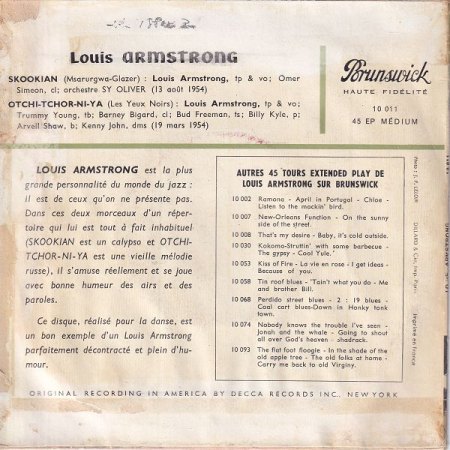 Louis ARMSTRONG
SKOOKIAN (Msarurgwa-Glazer) : Louis Armstrong, tp & vo; Omer
Simeon, cl; orchestre SY OLIVER (13 août 1954)
OTCHI-TCHOR-NI-YA (Les Yeux Noirs) : Louis Armstrong, tp & vo;
Trummy Young, tb; Barney Bigard, cl; Bud Freeman, ts; Billy Kyle, p;
Arvell Shaw, b; Kenny John, dms (19 mars 1954)
Brunswick
HAUTE FIDÉLITÉ
10 011
45 EP MÉDIUM
LOUIS ARMSTRONG est la plus
grande personnalité du monde du jazz :
il est de ceux qu'on ne présente pas.
Dans ces deux morceaux d'un réper-
toire qui lui est tout à fait inhabituel
(SKOOKIAN est un calypso et OTCHI-
TCHOR-NI-YA est une vieille mélodie
russe), il s'amuse réellement et se joue
avec bonne humeur des airs et des
paroles.
Ce disque, réalisé pour la danse, est
un bon exemple d'un Louis Armstrong
parfaitement décontracté et plein d'hu-
mour.
AUTRES 45 TOURS EXTENDED PLAY DE
LOUIS ARMSTRONG SUR BRUNSWICK
10 002 Ramona - April in Portugal - Chloe -
Listen to the mockin' bird.
10 007 New-Orleans Function - On the sunny
side of the street.
10 008 That's my desire - Baby, it's cold outside.
10 030 Kokomo-Struttin' with some barbecue
- The gypsy - Cool Yule.
10 053 Kiss of Fire - La vie en rose - I get ideas -
Because of you.
10 058 Tin roof blues - 'Tain't what you do - Me
and brother Bill.
10 068 Perdido street blues - 2 : 19 blues -
Coal cart blues-Down in Honky tonk
town.
10 074 Nobody knows the trouble I've seen -
Jonah and the whale - Going to shout
all over God's heaven - shadrack.
10 093 The flat foot floogie - In the shade of the
old apple tree - The old folks at home -
Carry me back to old Virginy.
Imprimé en France
ORIGINAL RECORDING IN AMERICA BY DECCA RECORDS INC., NEW-YORK